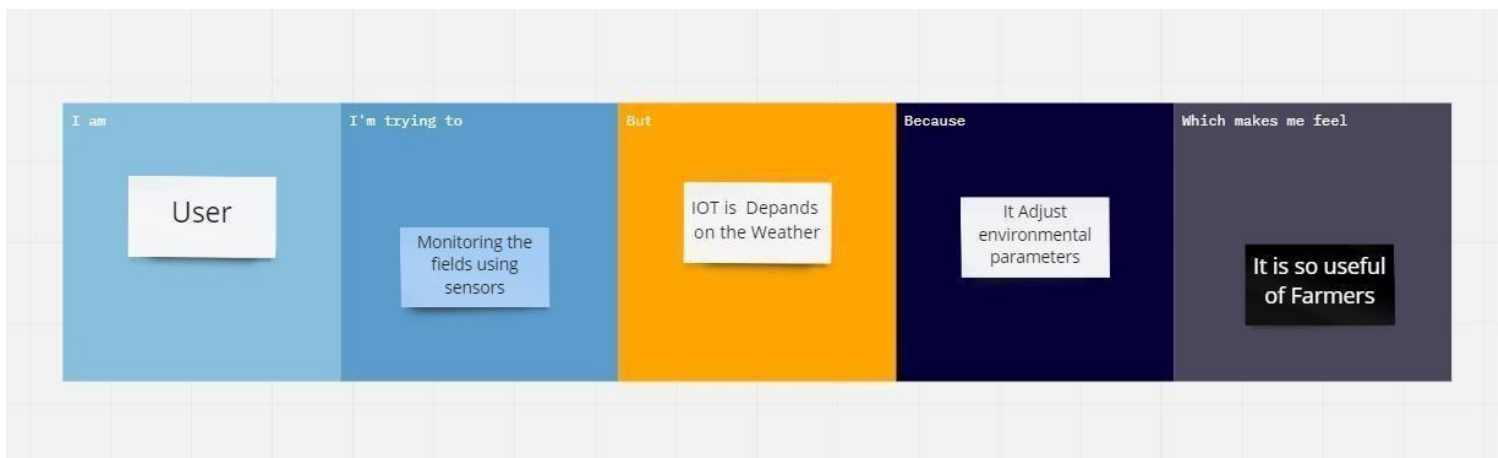 I am
User
I'm trying to
Monitoring the
fields using
sensors
But
IOT is Depands
on the Weather
Because
It Adjust
environmental
parameters
Which makes me feel
It is so useful
of Farmers